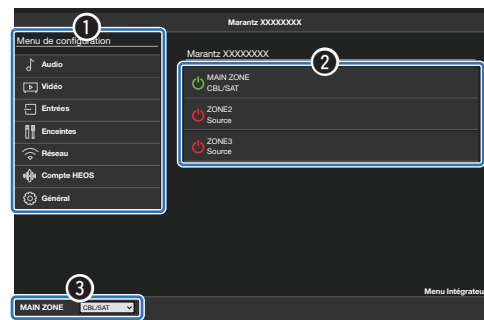 Marantz XXXXXXXX
1
Menu de configuration
Audio
Vidéo
Entrées
Enceintes
Réseau
Compte HEOS
Général
Marantz XXXXXXXX
2
MAIN ZONE
CBL/SAT
ZONE2
Source
ZONE3
Source
Menu Intégrateu
3
MAIN ZONE CBL/SAT